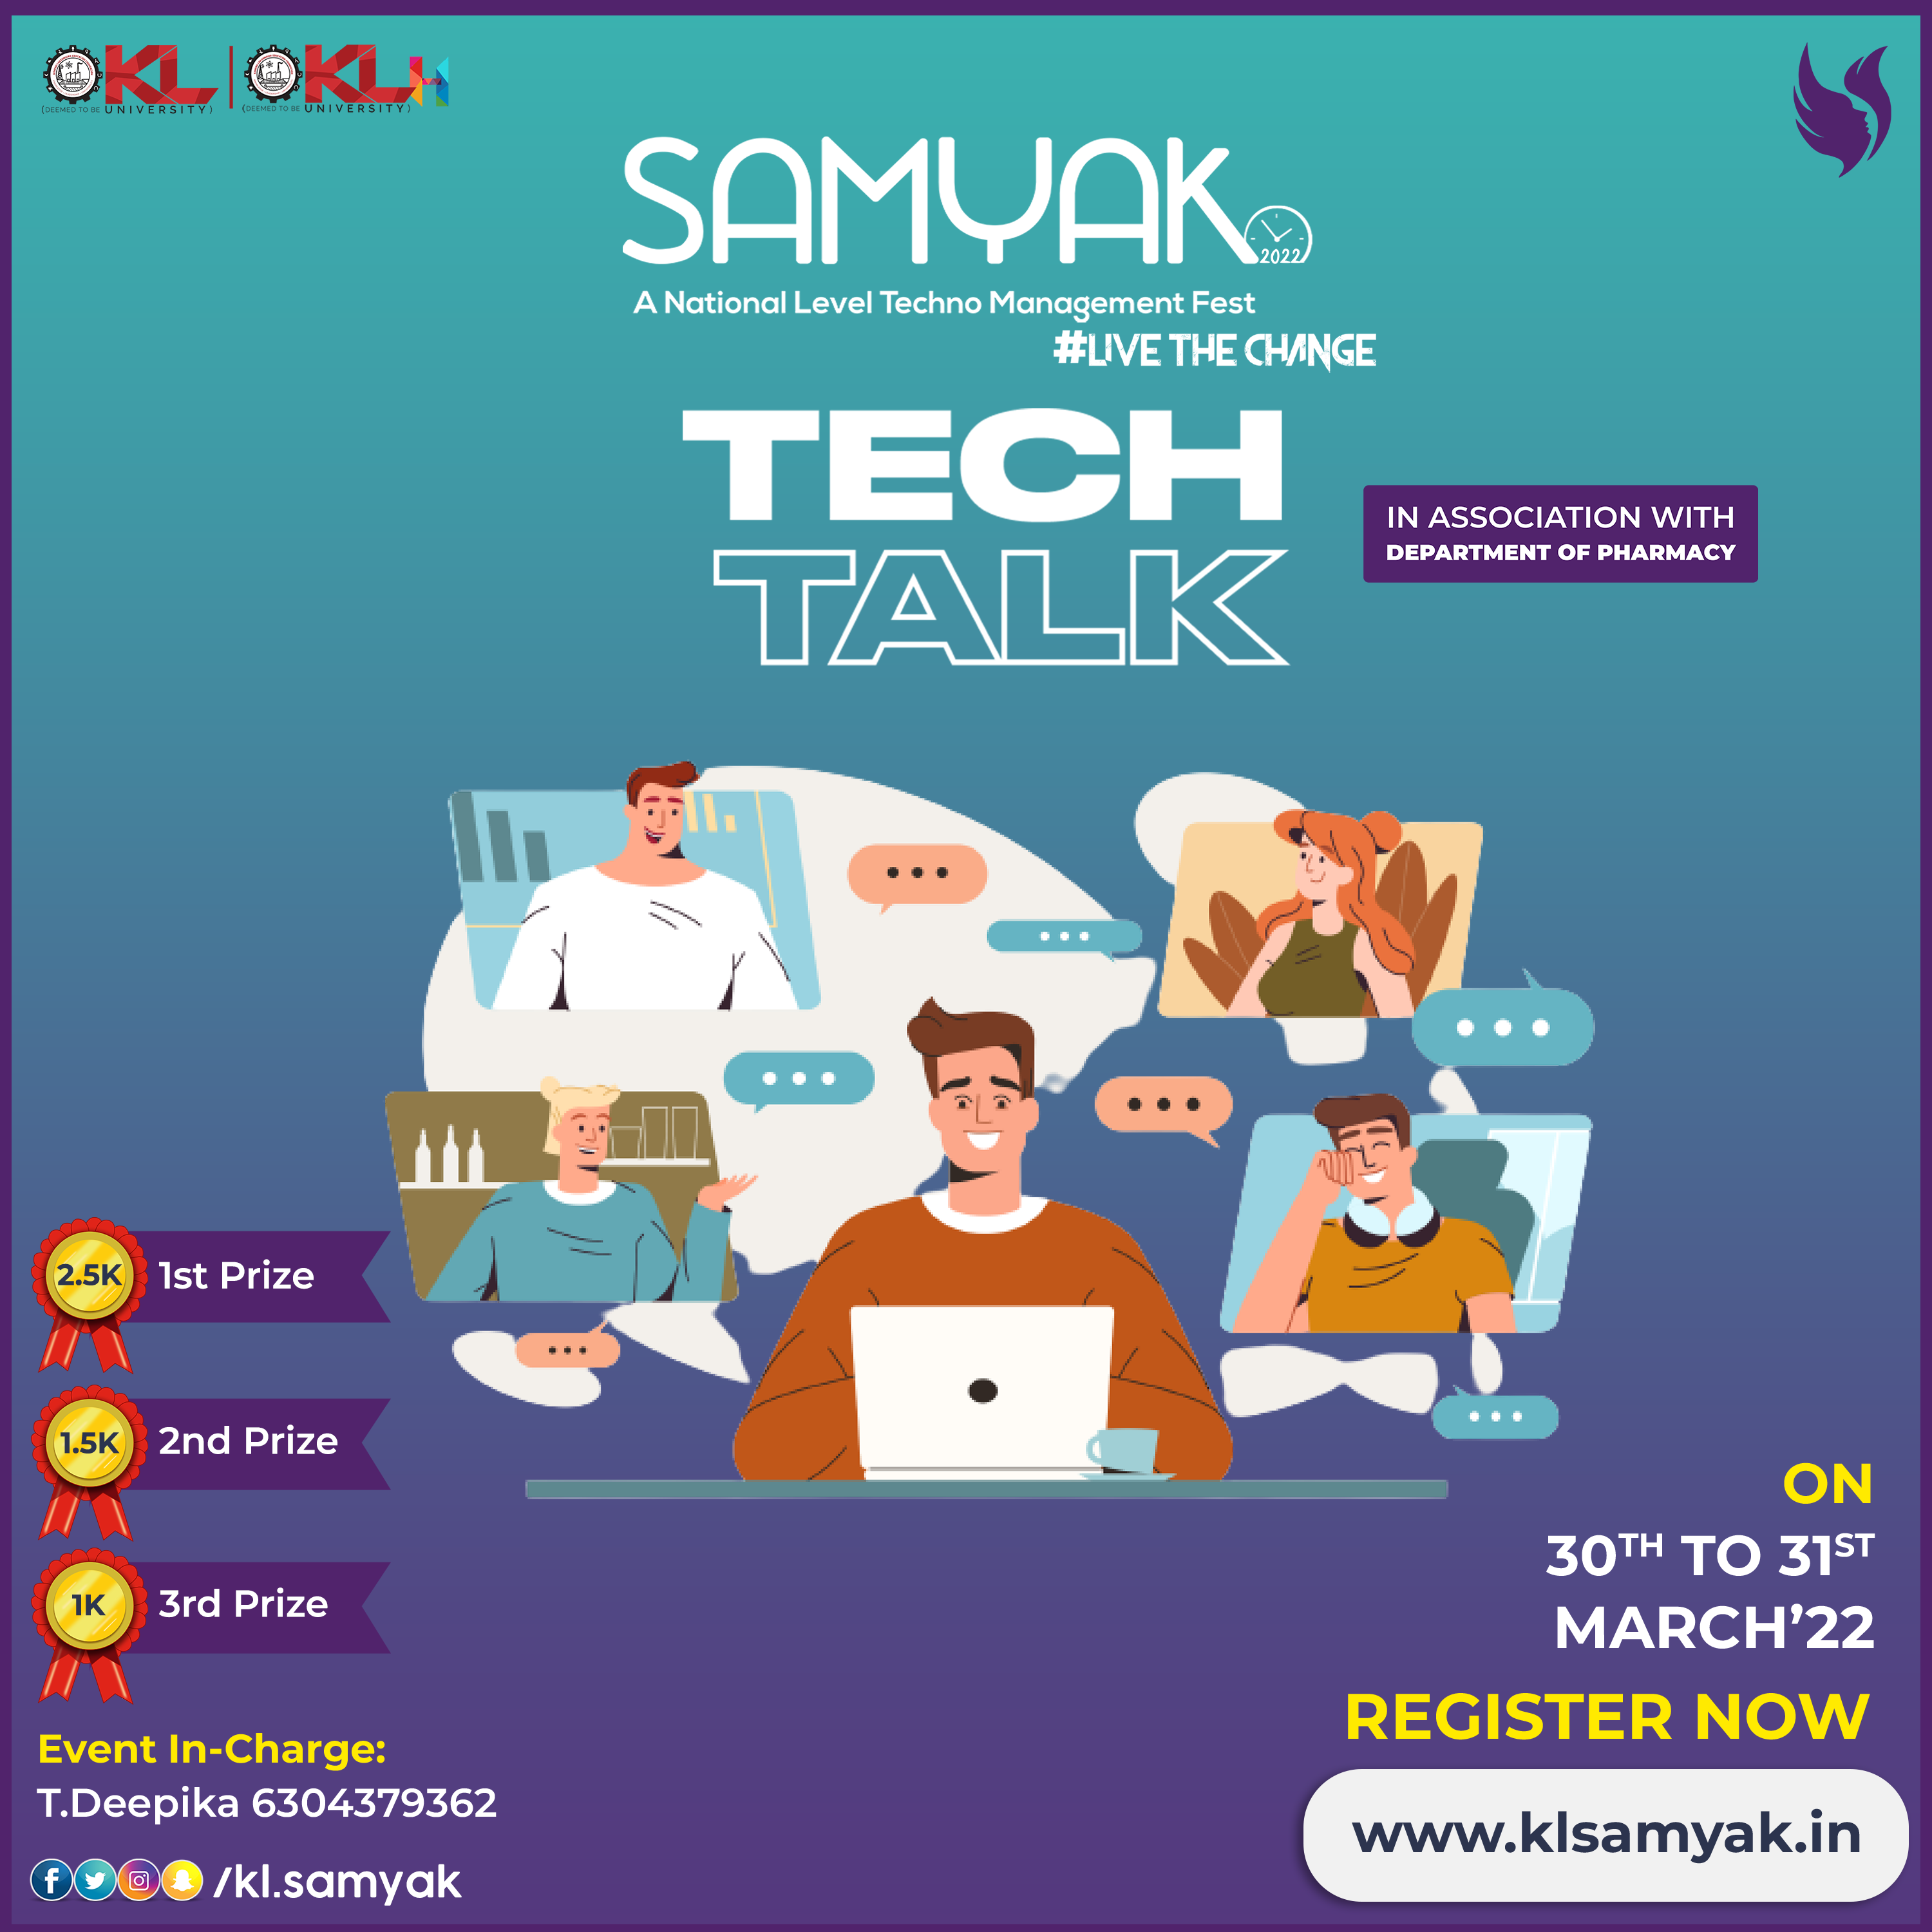 KL | KLH
(DEEMED TO BE UNIVERSITY) (DEEMED TO BE UNIVERSITY)
SAMYAK
2022
A National Level Techno Management Fest
#LIVE THE CHANGE
TECH
TALK
IN ASSOCIATION WITH
DEPARTMENT OF PHARMACY
2.5K 1st Prize
1.5K 2nd Prize
1K 3rd Prize
Event In-Charge:
T.Deepika 6304379362
/kl.samyak
ON
30TH TO 31ST
MARCH’22
REGISTER NOW
www.klsamyak.in